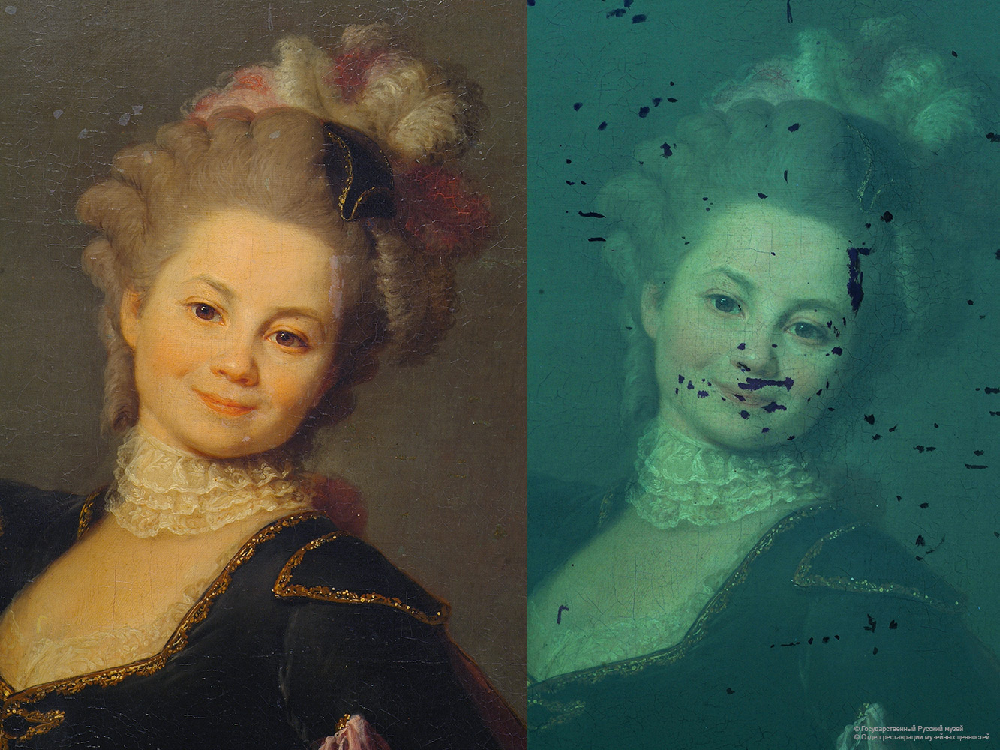 © Государственный Русский музей
© Отдел реставрации музейных ценностей